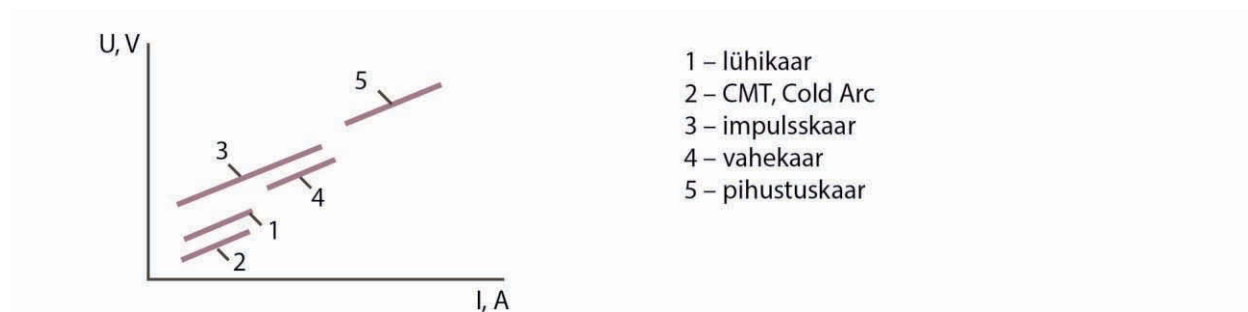 U, V
5
3
4
1
2
I, A
1 – lühikaar
2 – CMT, Cold Arc
3 – impulsskaar
4 – vahekaar
5 – pihustuskaar